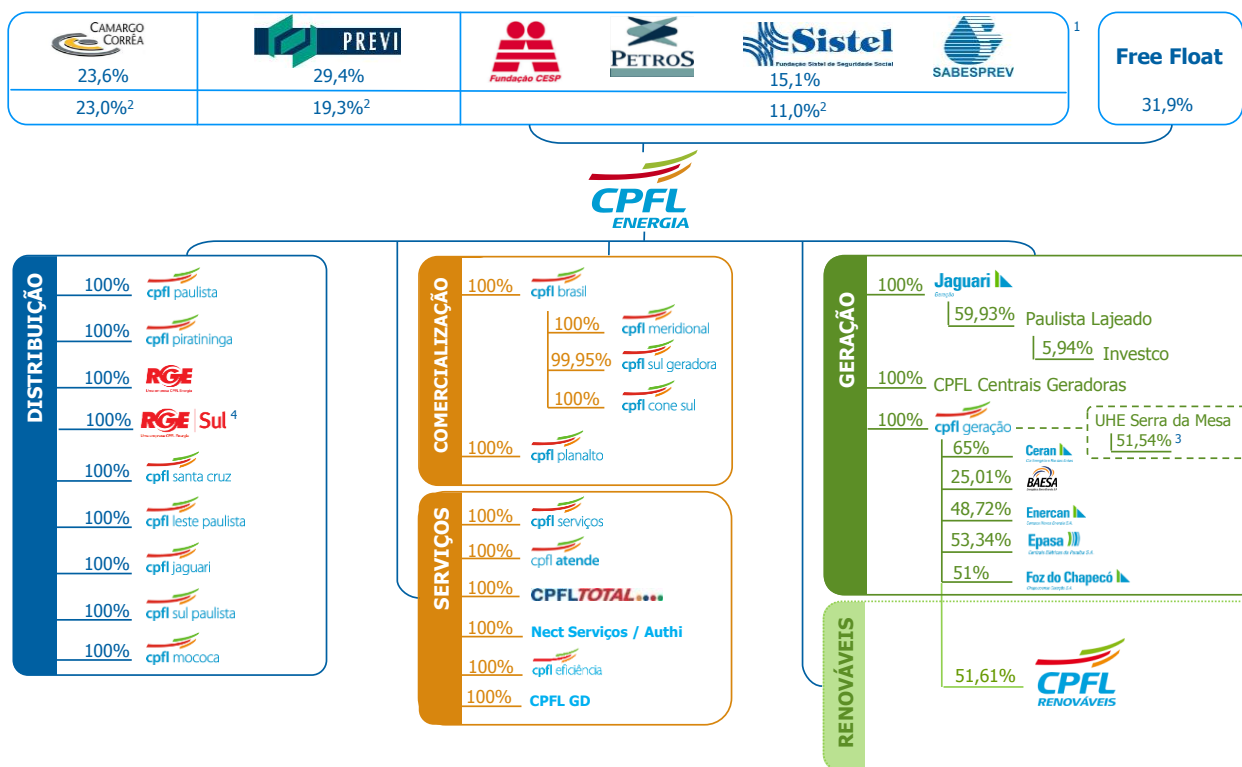 CAMARGO
CORRÊA
23,6%
PREVI
29,4%
Fundação CESP
PETROS
Sistel
Fundação Sistel de Seguridade Social
SABESPREV
15,1%
1
23,0%2
19,3%2
11,0%2
Free Float
31,9%
CPFL
ENERGIA
DISTRIBUIÇÃO
100% cpfl paulista
100% cpfl piratininga
100% RGE
100% RGE Sul 4
100% cpfl santa cruz
100% cpfl leste paulista
100% cpfl jaguari
100% cpfl sul paulista
100% cpfl mococa
COMERCIALIZAÇÃO
100% cpfl brasil
100% cpfl meridional
99,95% cpfl sul geradora
100% cpfl cone sul
100% cpfl planalto
SERVIÇOS
100% cpfl serviços
100% cpfl atende
100% CPFLTOTAL
100% Nect Serviços / Authi
100% cpfl eficiência
100% CPFL GD
GERAÇÃO
100% Jaguari
Geração
59,93% Paulista Lajeado
5,94% Investco
100% CPFL Centrais Geradoras
100% cpfl geração
UHE Serra da Mesa
51,54% 3
65% Ceran
25,01% BAESA
48,72% Enercan
53,34% Epasa
51% Foz do Chapecó
RENOVÁVEIS
51,61% CPFL
RENOVÁVEIS